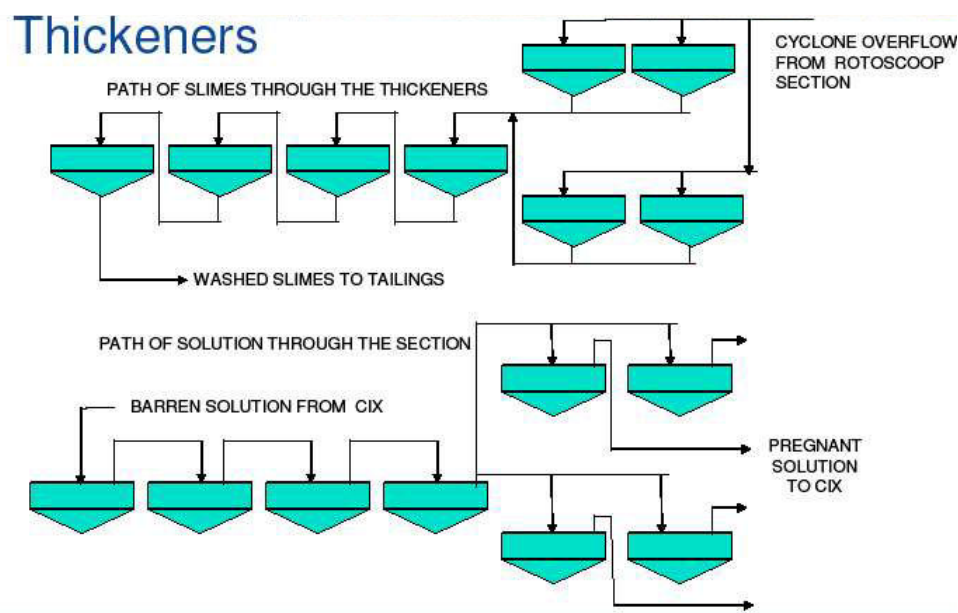 Thickeners
CYCLONE OVERFLOW
FROM ROTOSCOOP
SECTION
PATH OF SLIMES THROUGH THE THICKENERS
WASHED SLIMES TO TAILINGS
PATH OF SOLUTION THROUGH THE SECTION
BARREN SOLUTION FROM CIX
PREGNANT
SOLUTION
TO CIX